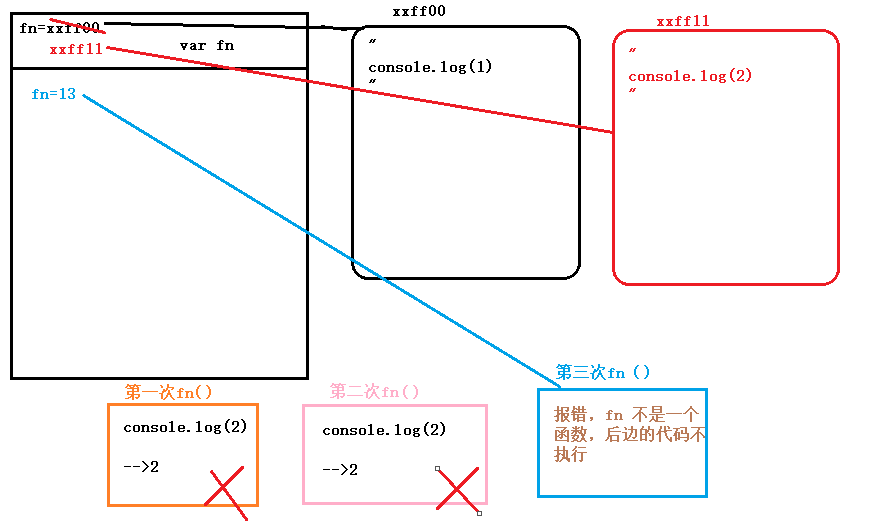 xxff00
xxff11
fn=xxff00
xxff11
var fn
"
console.log(1)
"
"
console.log(2)
"
fn=13
第一次fn()
第二次fn()
第三次fn ()
console.log(2)
-->2
console.log(2)
-->2
报错，fn 不是一个
函数，后边的代码不
执行